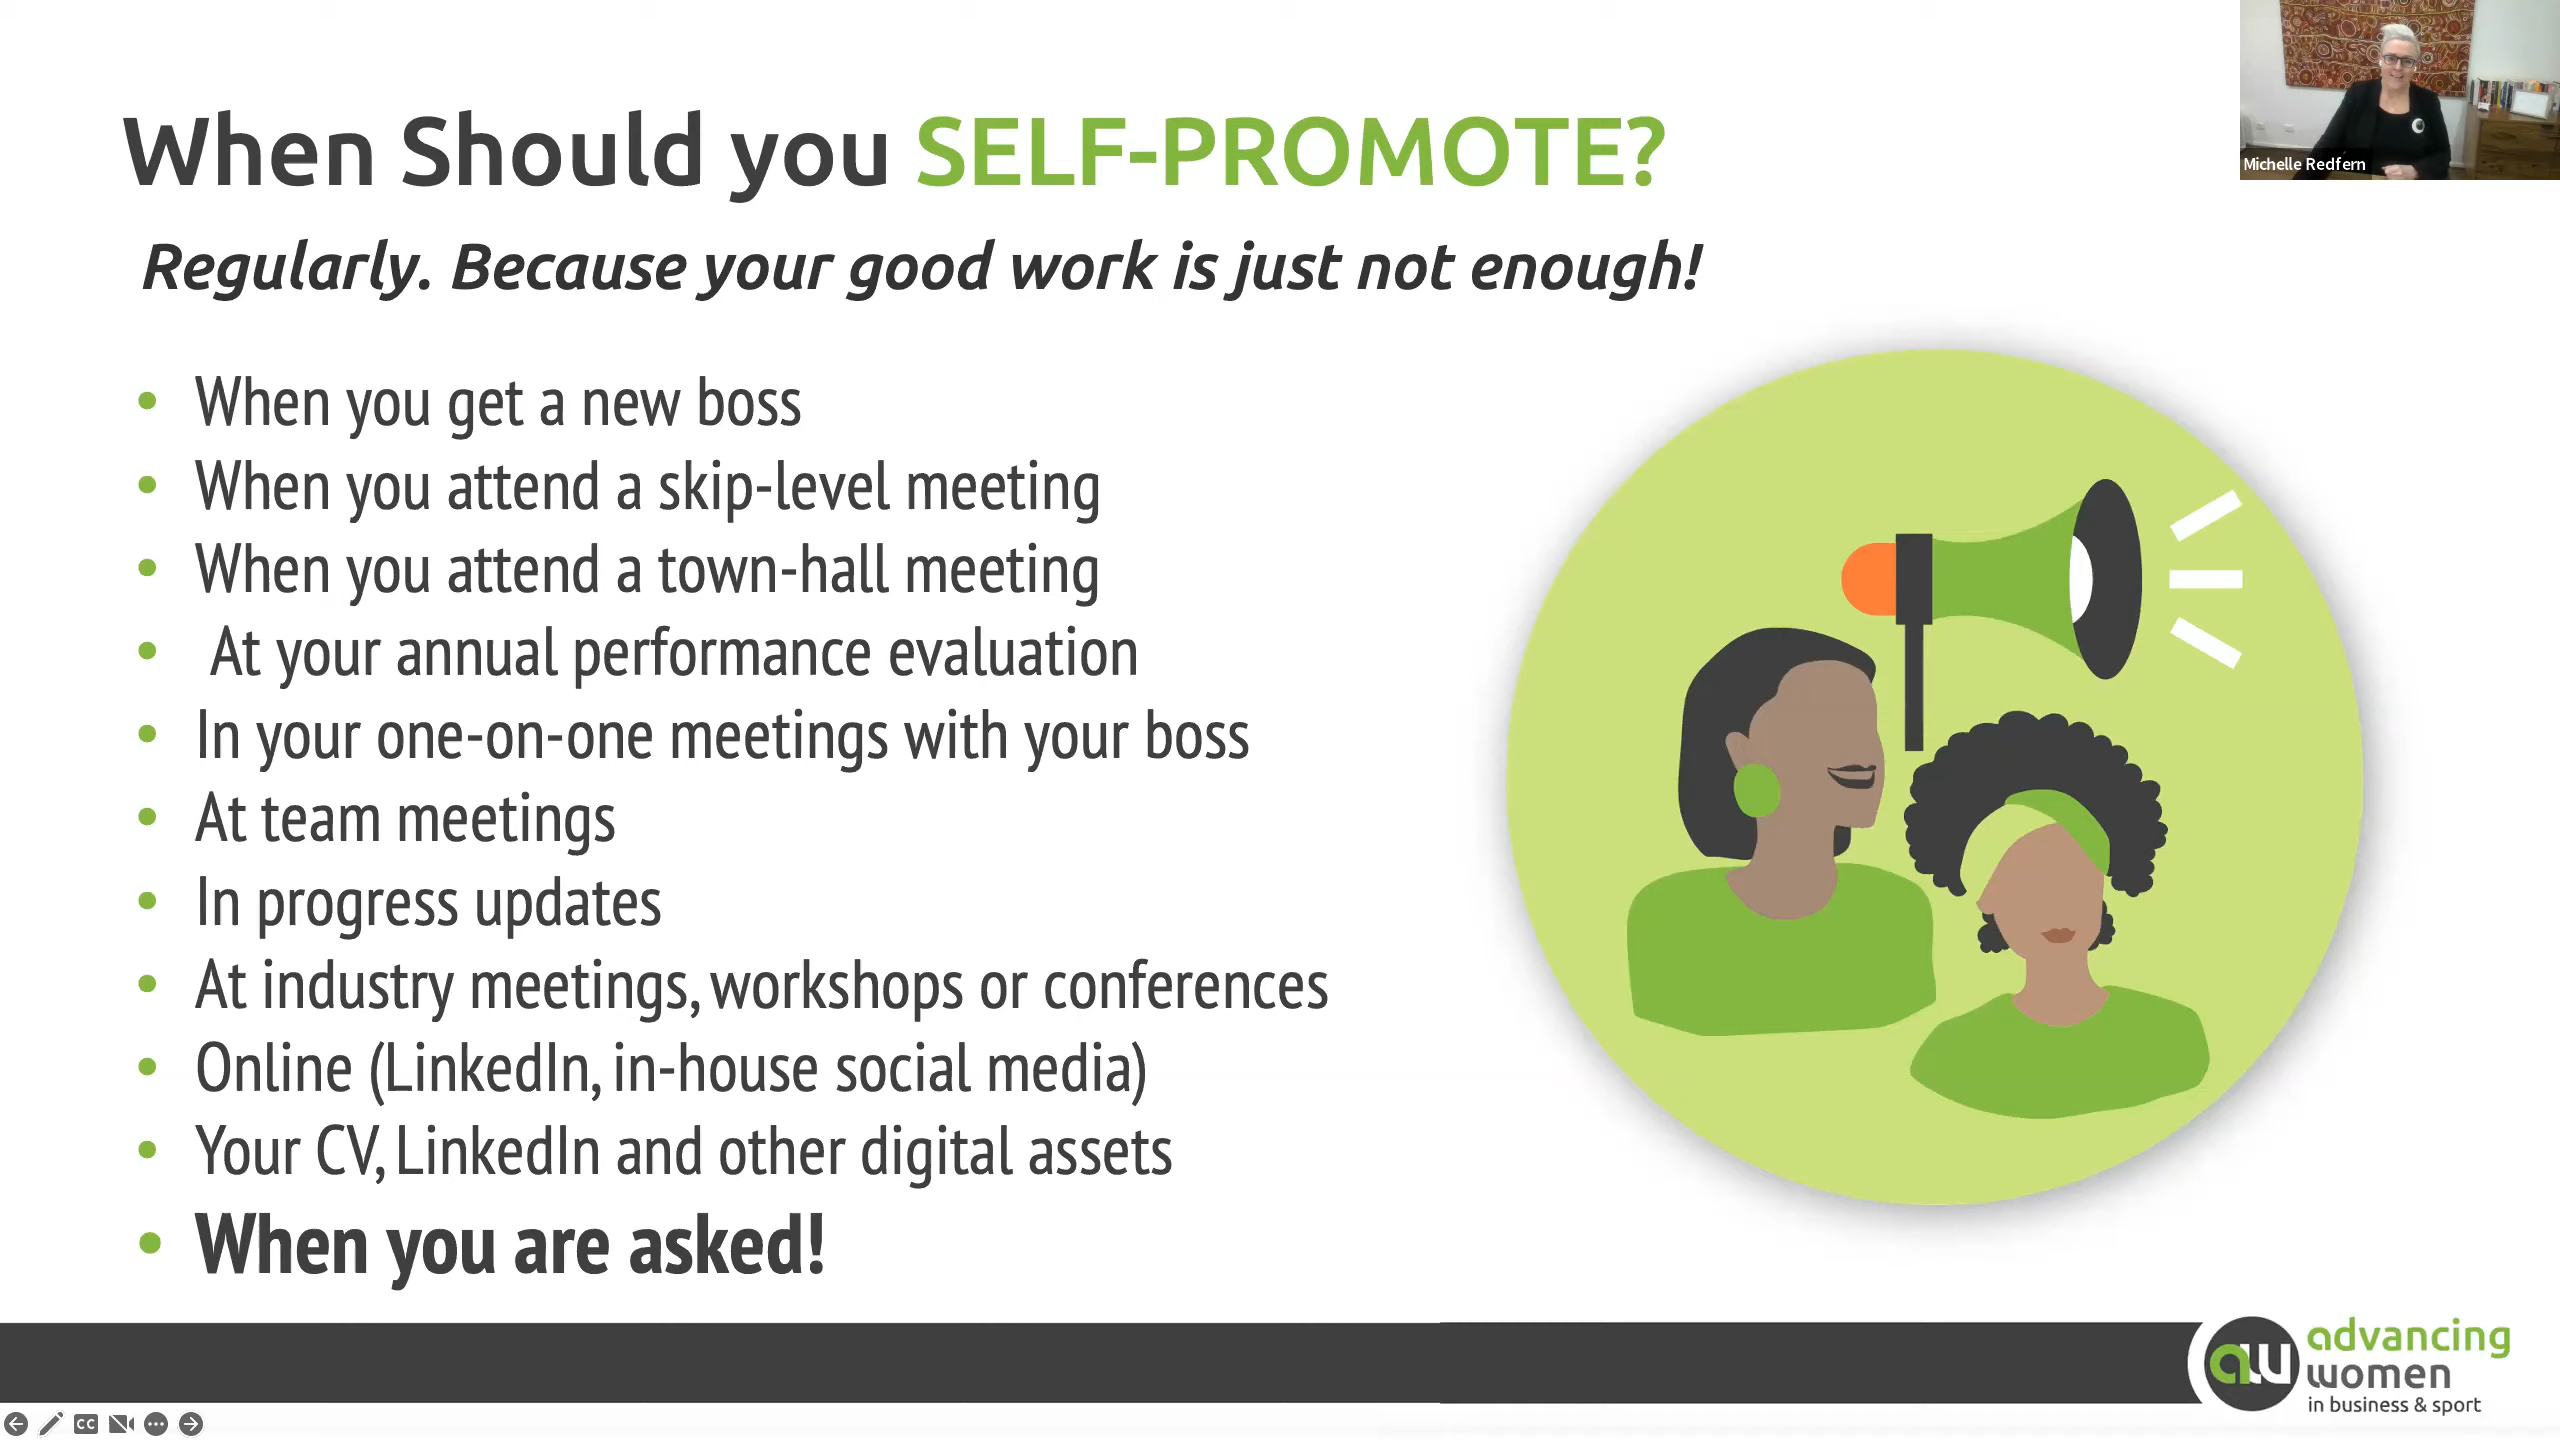 When Should you SELF-PROMOTE?
Michelle Redfern
Regularly. Because your good work is just not enough!
• When you get a new boss
• When you attend a skip-level meeting
• When you attend a town-hall meeting
• At your annual performance evaluation
• In your one-on-one meetings with your boss
• At team meetings
• In progress updates
• At industry meetings, workshops or conferences
• Online (LinkedIn, in-house social media)
• Your CV, LinkedIn and other digital assets
• When you are asked!
aw
advancing
women
in business & sport
CC